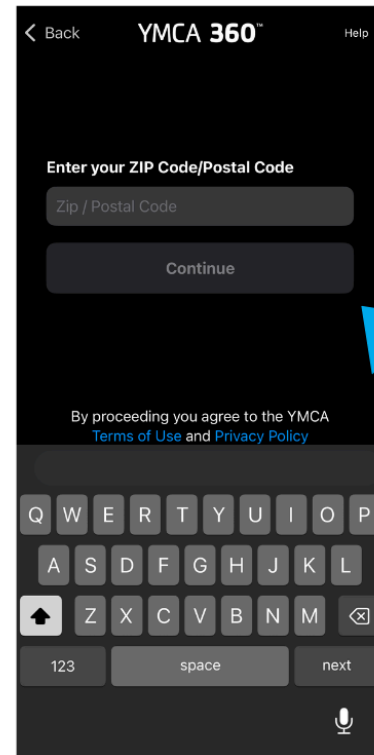 Back
YMCA 360™
Help
Enter your ZIP Code/Postal Code
Zip / Postal Code
Continue
By proceeding you agree to the YMCA
Terms of Use and Privacy Policy
Q W E R T Y U I O P
A S D F G H J K L
Z X C V B N M
123 space next